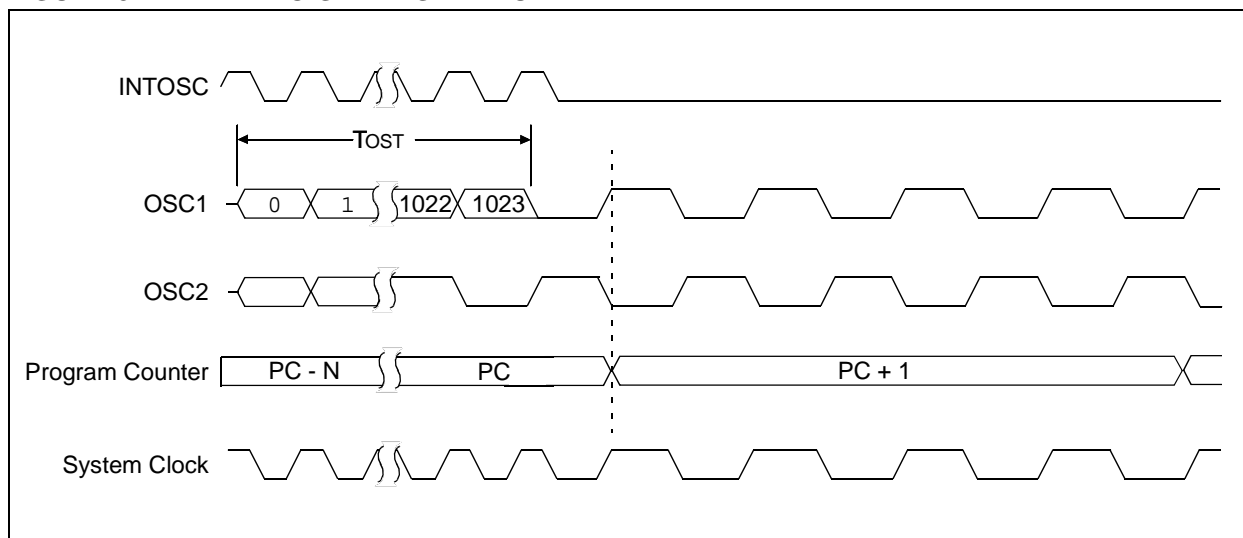 INTOSC
TOST
OSC1
0 1 1022 1023
OSC2
Program Counter
PC - N PC PC + 1
System Clock